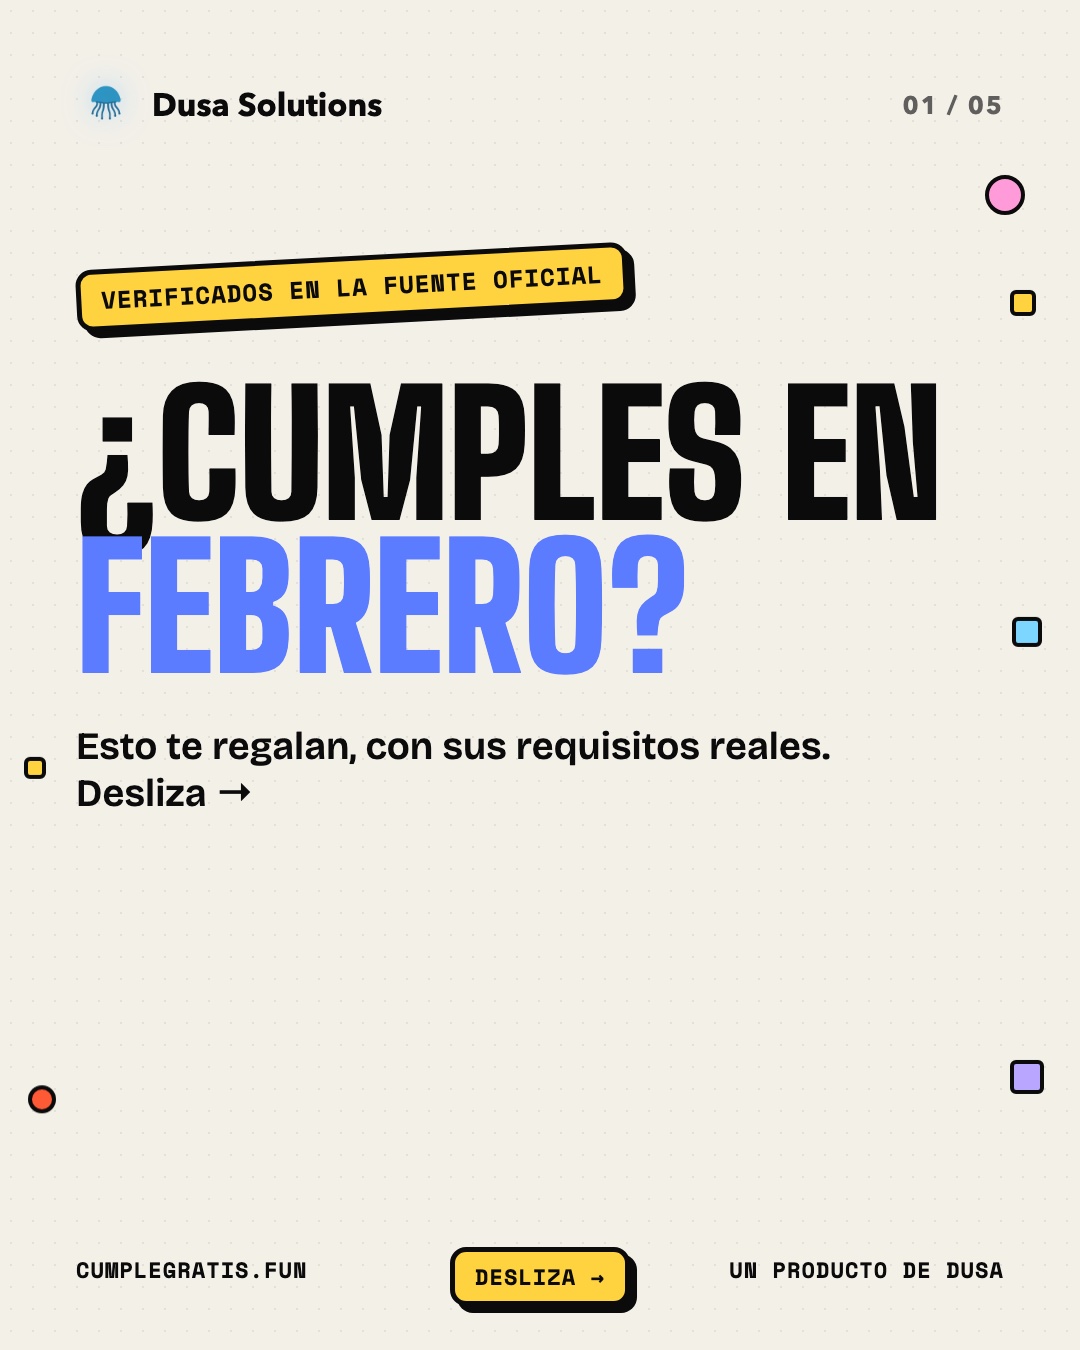 Dusa Solutions
01 / 05
VERIFICADOS EN LA FUENTE OFICIAL
¿CUMPLES EN
FEBRERO?
Esto te regalan, con sus requisitos reales.
Desliza →
CUMPLEGRATIS.FUN
DESLIZA →
UN PRODUCTO DE DUSA